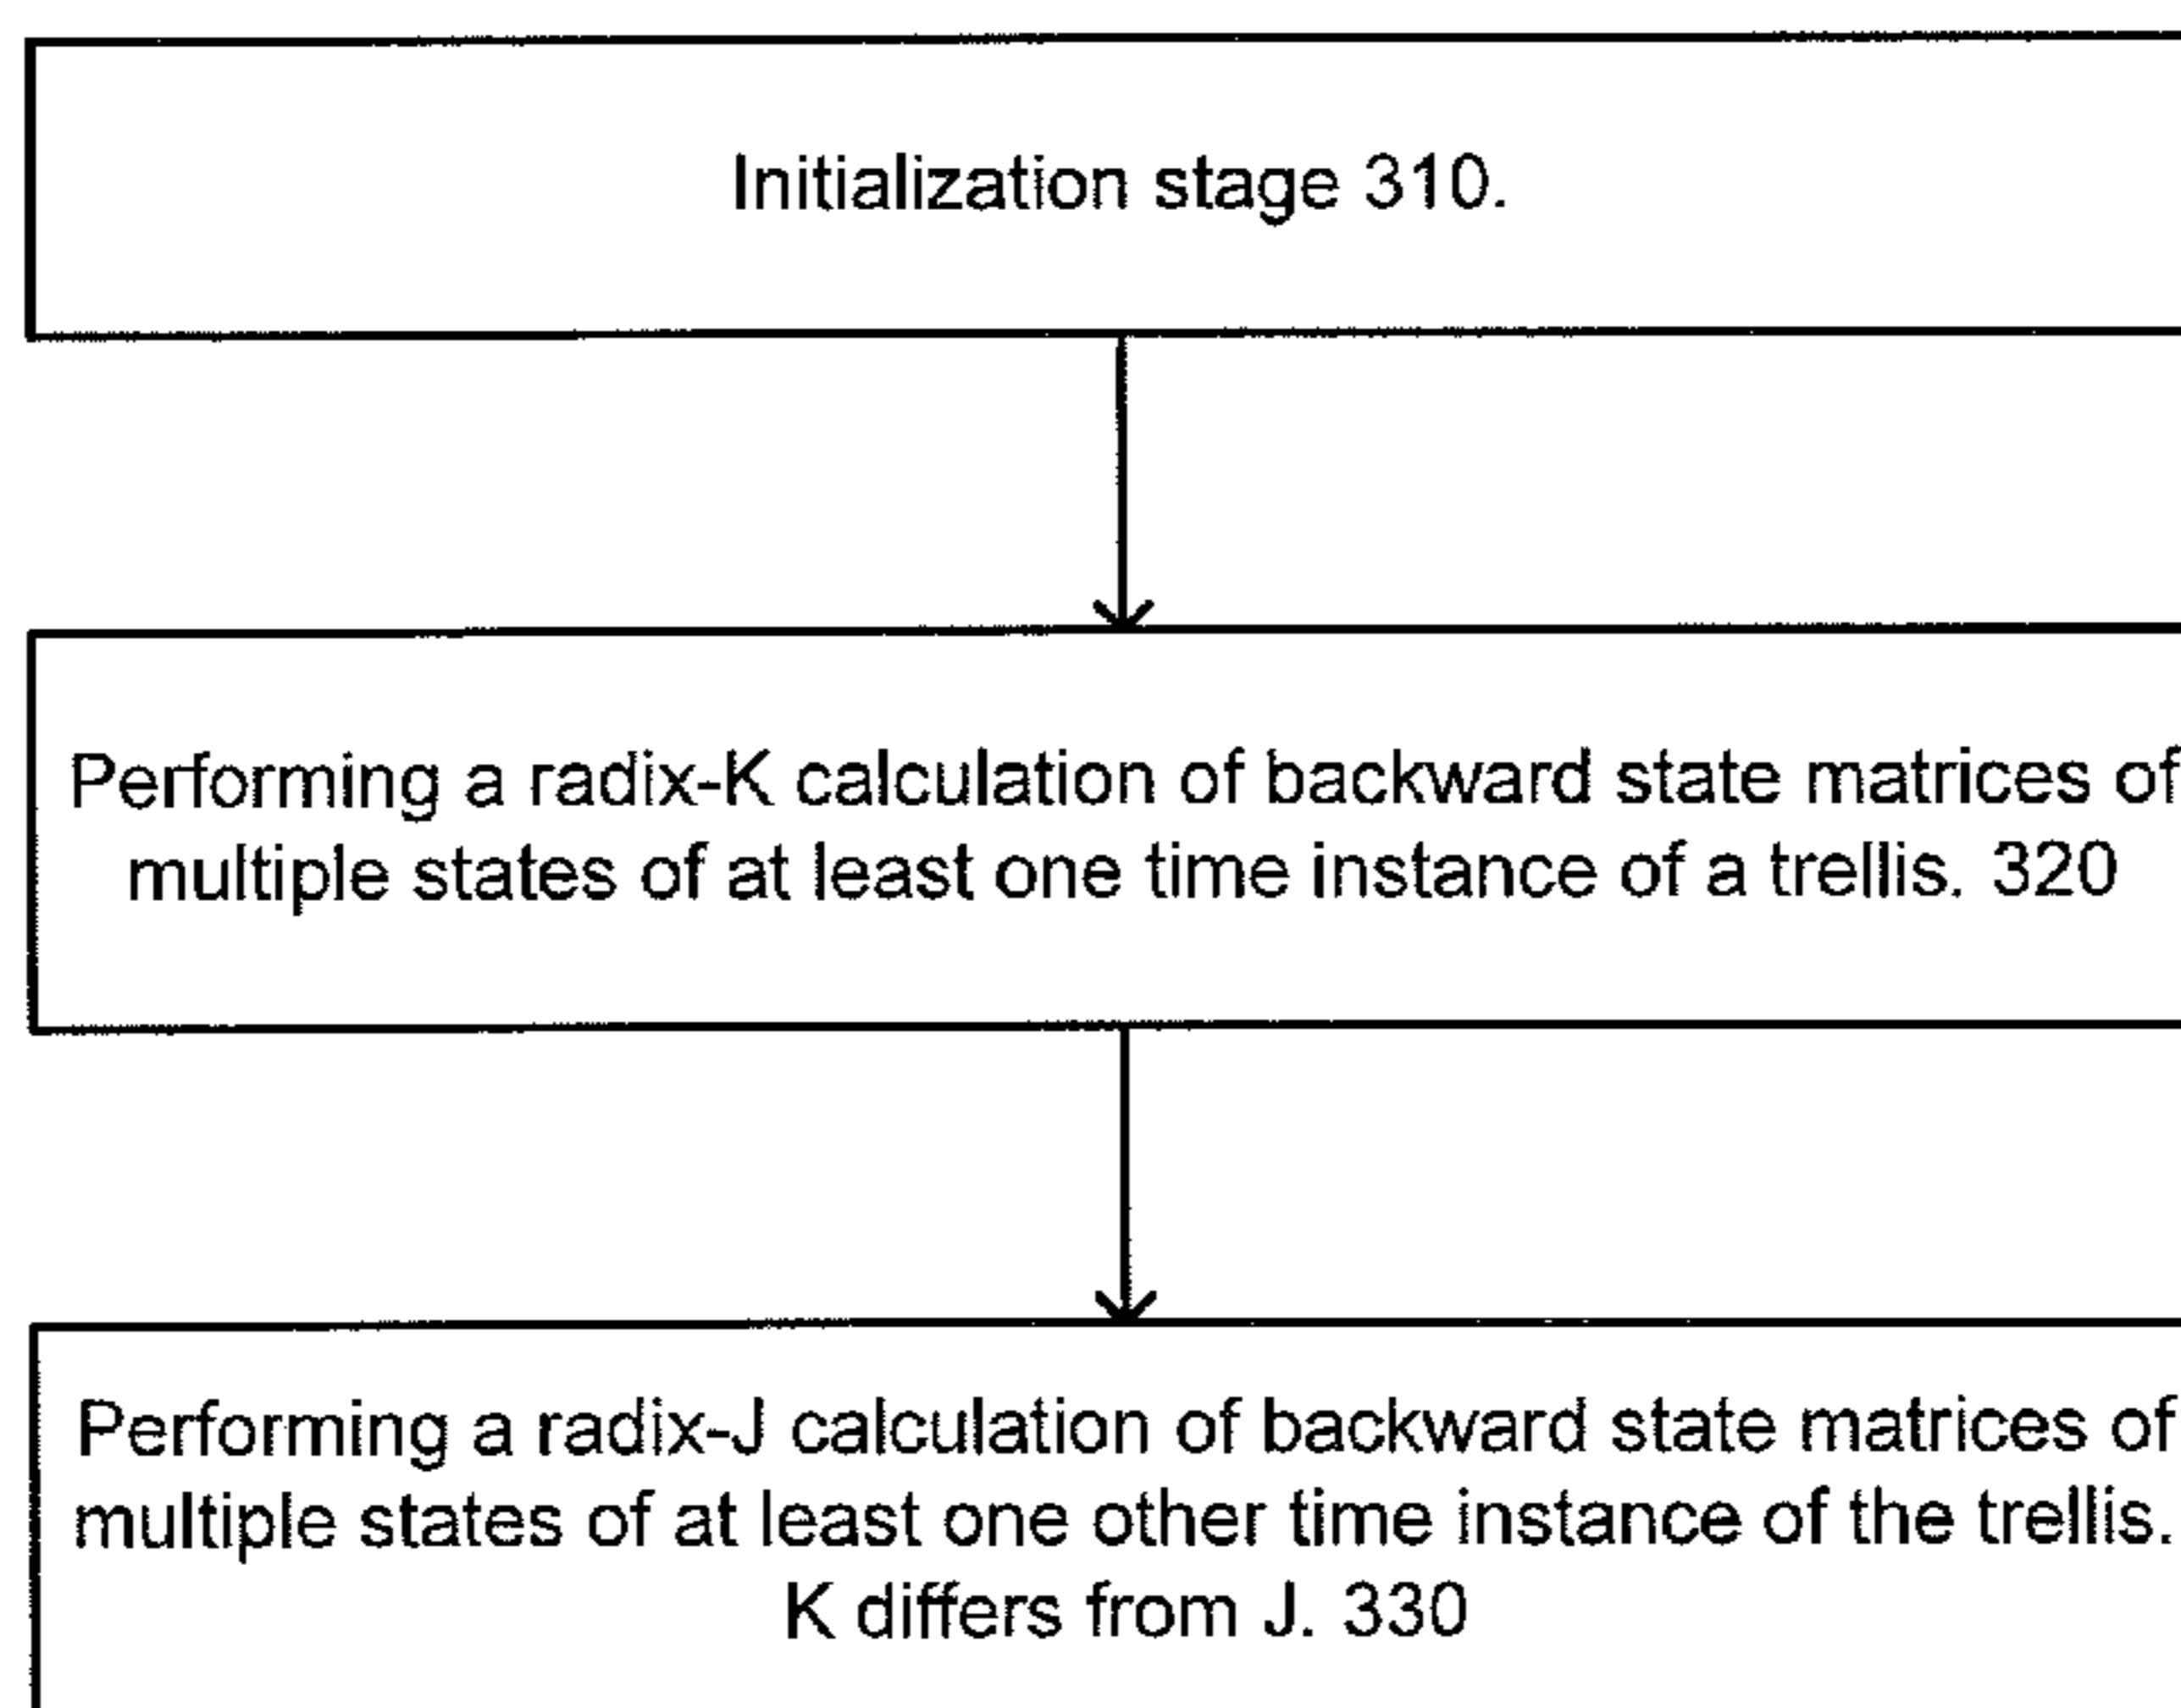 Initialization stage 310.
Performing a radix-K calculation of backward state matrices of
multiple states of at least one time instance of a trellis. 320
Performing a radix-J calculation of backward state matrices of
multiple states of at least one other time instance of the trellis.
K differs from J. 330